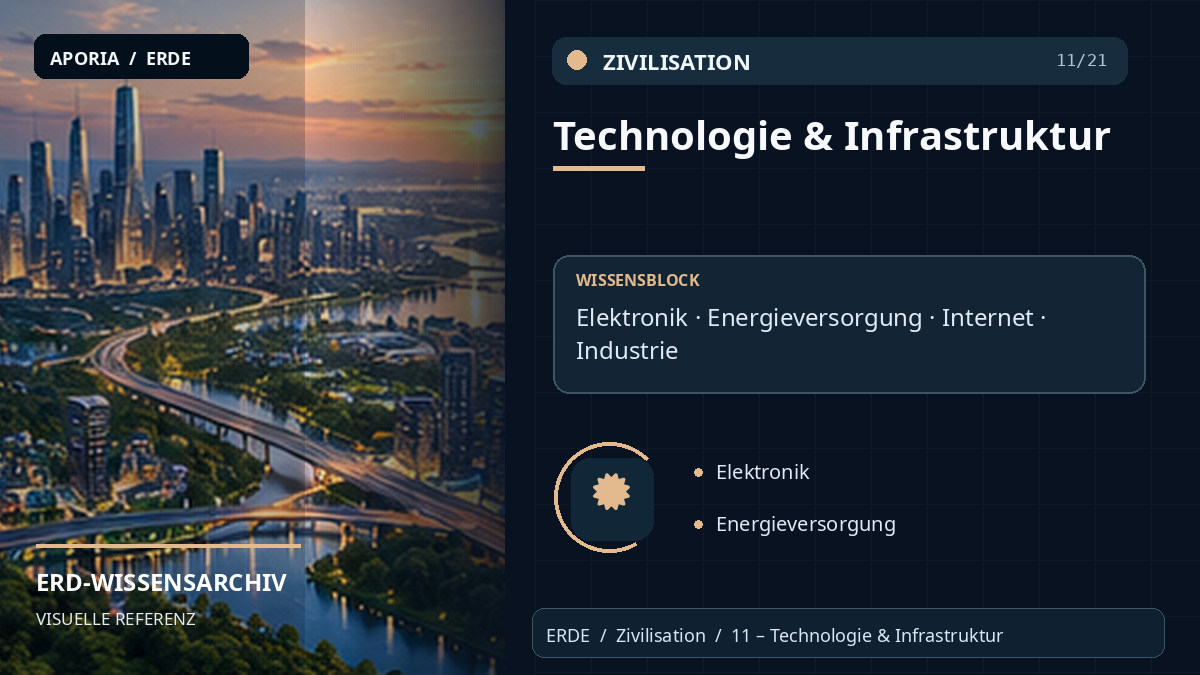 APORIA / ERDE
ERD-WISSENSARCHIV
VISUELLE REFERENZ
ZIVILISATION
11/21
Technologie & Infrastruktur
WISSENSBLOCK
Elektronik · Energieversorgung · Internet ·
Industrie
Elektronik
Energieversorgung
ERDE / Zivilisation / 11 – Technologie & Infrastruktur